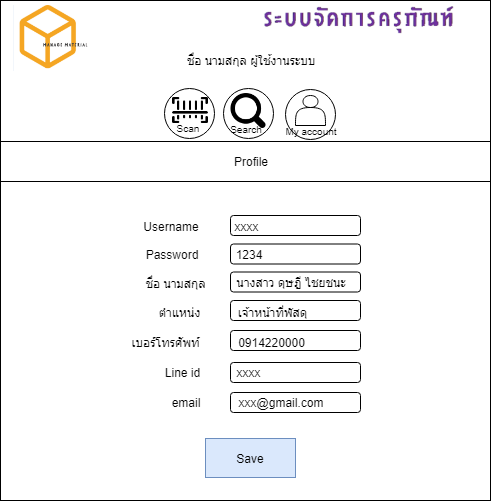 ระบบจัดการครุภัณฑ์
MANAGE MATERIAL
ชื่อ นามสกุล ผู้ใช้งานระบบ
Scan Search My account
Profile
Username xxxx
Password 1234
ชื่อ นามสกุล นางสาว ดุษฎี ไชยชนะ
ตำแหน่ง เจ้าหน้าที่พัสดุ
เบอร์โทรศัพท์ 0914220000
Line id xxxx
email xxx@gmail.com
Save